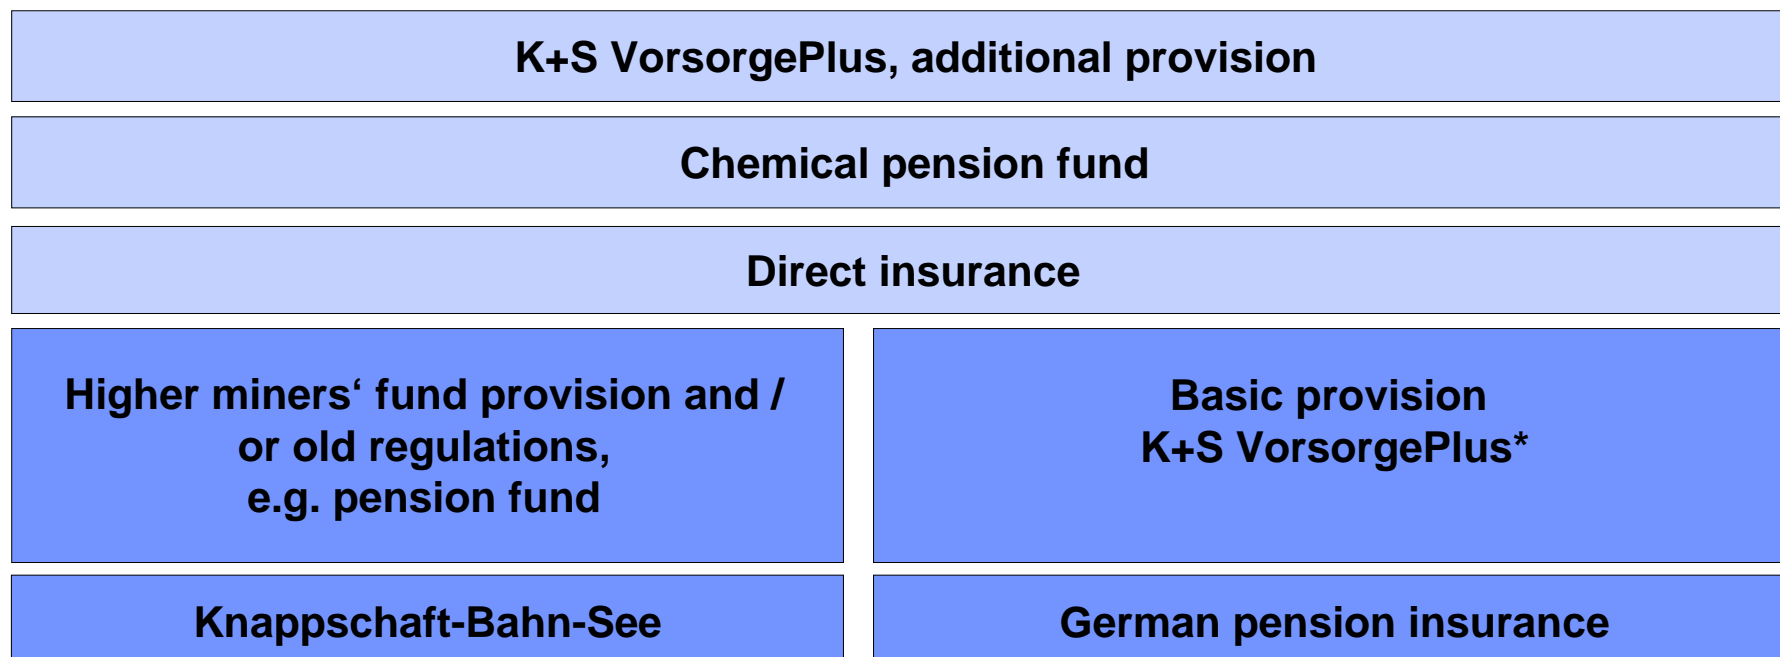 K+S VorsorgePlus, additional provision
Chemical pension fund
Direct insurance
Higher miners‘ fund provision and /
or old regulations,
e.g. pension fund
Basic provision
K+S VorsorgePlus*
Knappschaft-Bahn-See
German pension insurance